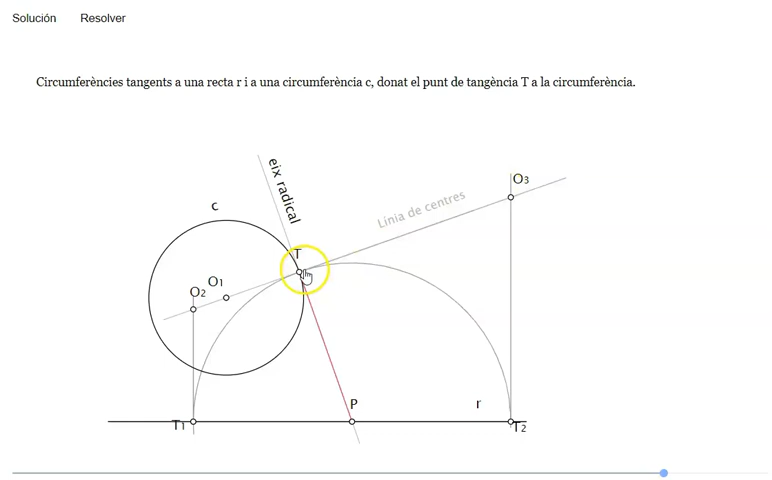 Solución Resolver
Circumferències tangents a una recta r i a una circumferència c, donat el punt de tangència T a la circumferència.
eix radical
O3
Línia de centres
c
T
O1
O2
P
r
T1
T2